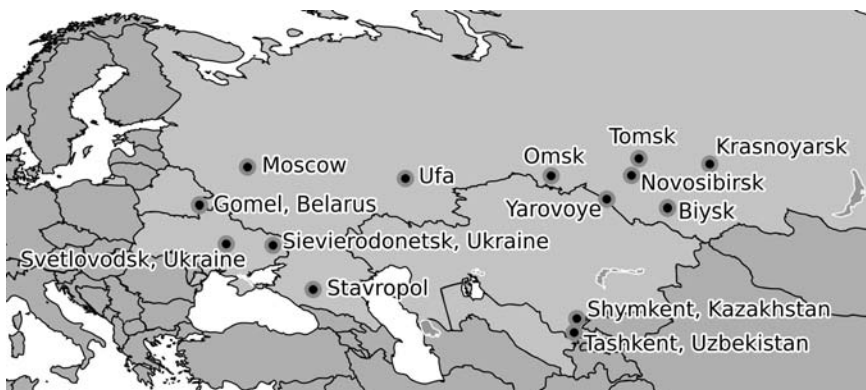 Tomsk
Krasnoyarsk
Omsk
Moscow
Ufa
Novosibirsk
Gomel, Belarus
Yarovoye
Biysk
Sievierodonetsk, Ukraine
Svetlovodsk, Ukraine
Stavropol
Shymkent, Kazakhstan
Tashkent, Uzbekistan